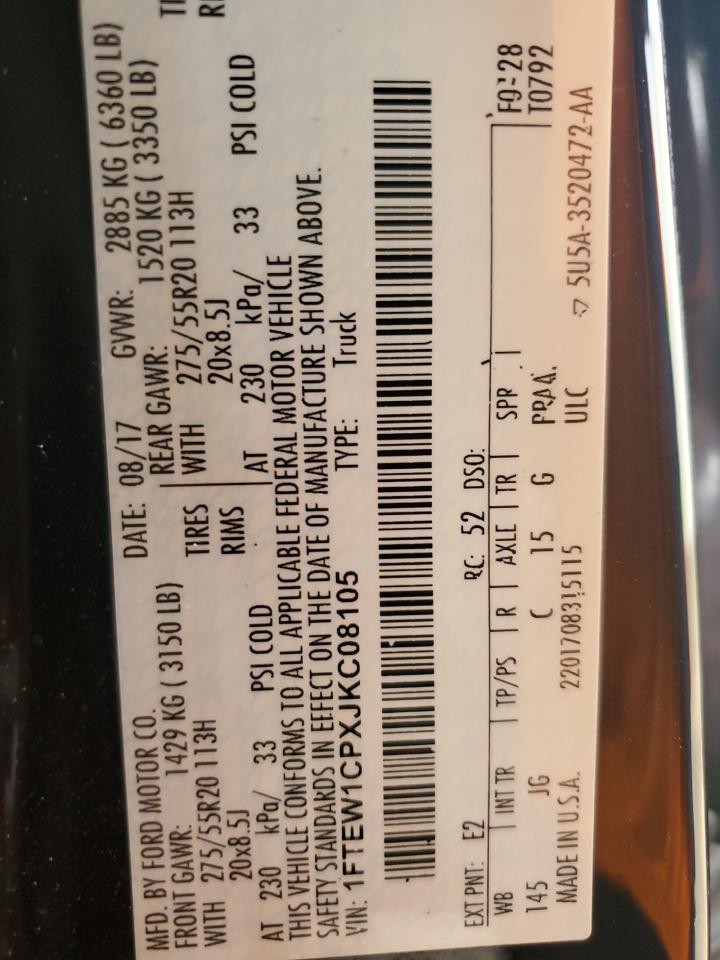 MFD. BY FORD MOTOR CO.
DATE: 08/17 GVWR: 2885 KG ( 6360 LB)
FRONT GAWR: 1429 KG ( 3150 LB) REAR GAWR: 1520 KG ( 3350 LB)
WITH 275/55R20 113H TIRES WITH 275/55R20 113H
20x8.5J RIMS 20x8.5J
AT 230 kPa/ 33 PSI COLD AT 230 kPa/ 33 PSI COLD
THIS VEHICLE CONFORMS TO ALL APPLICABLE FEDERAL MOTOR VEHICLE
SAFETY STANDARDS IN EFFECT ON THE DATE OF MANUFACTURE SHOWN ABOVE.
VIN: 1FTEW1CPXJKC08105 TYPE: Truck
EXT PNT: E2 RC: 52 DSO:
WB INT TR TP/PS R AXLE TR SPR
145 JG C 15 G T0792
MADE IN U.S.A. 2201708315115 ULC 5U5A-3520472-AA